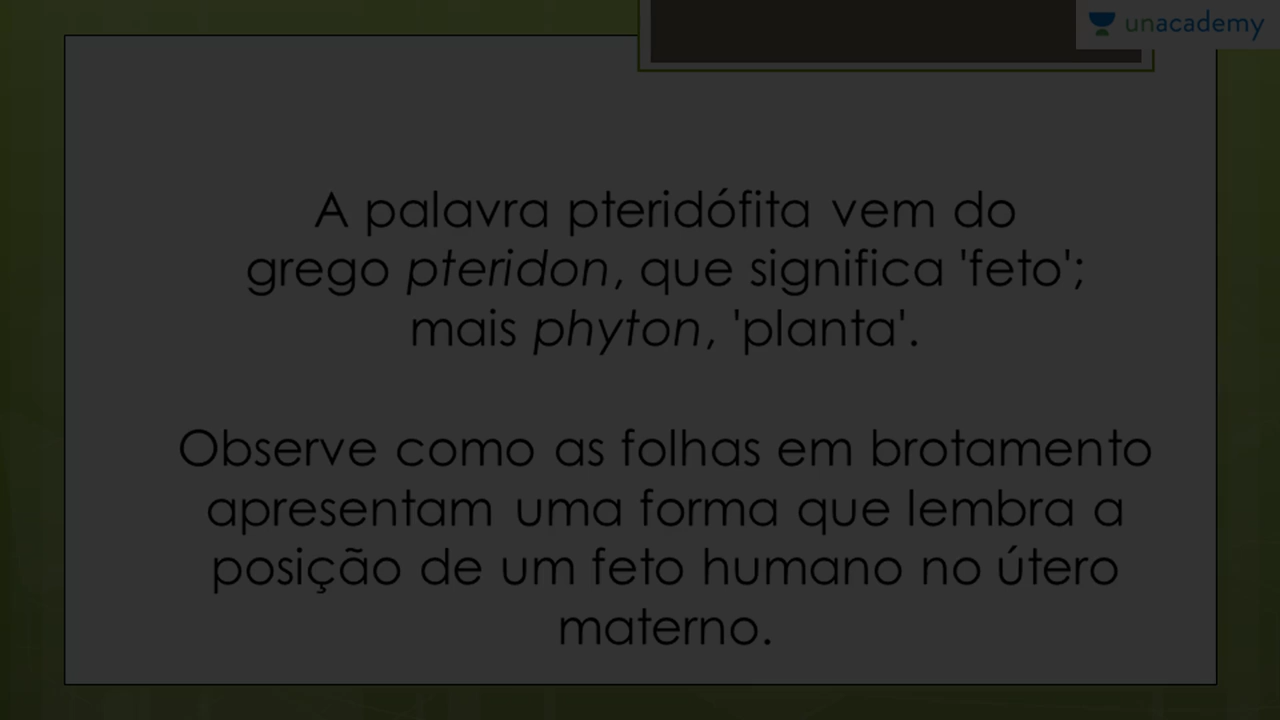 unacademy
A palavra pteridófita vem do
grego pteridon, que significa 'feto';
mais phyton, 'planta'.
Observe como as folhas em brotamento
apresentam uma forma que lembra a
posição de um feto humano no útero
materno.